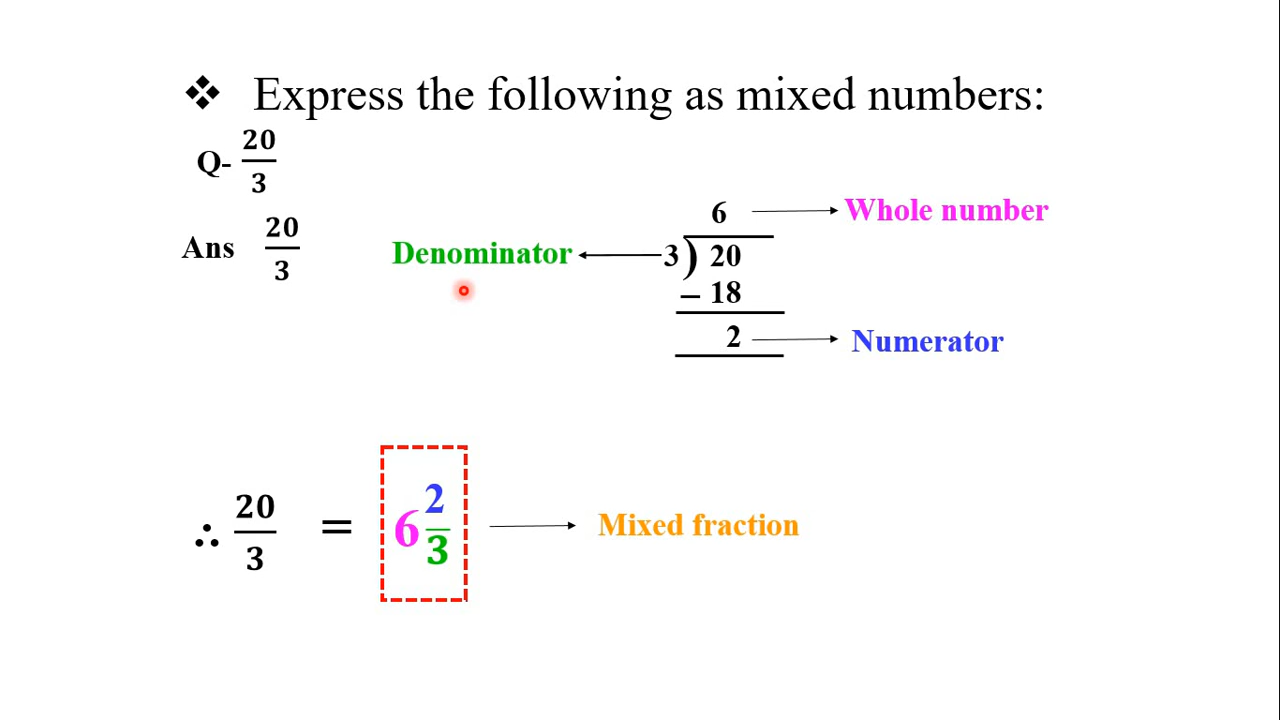 ❖ Express the following as mixed numbers:
Q- 20/3
Ans 20/3
6 → Whole number
Denominator ← 3 ) 20
– 18
2 → Numerator
∴ 20/3 = 6 2/3 → Mixed fraction